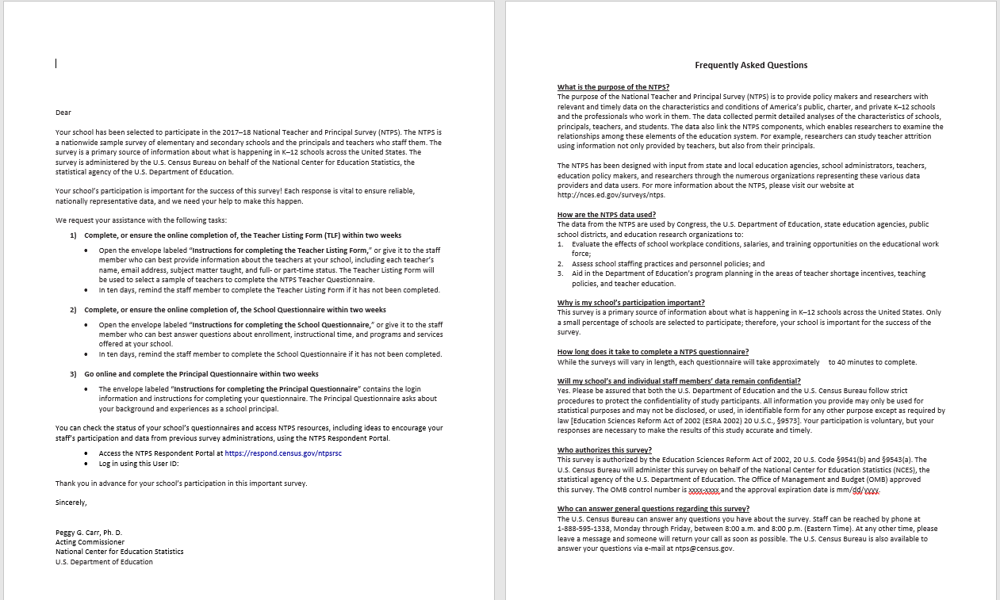 Dear
Your school has been selected to participate in the 2017–18 National Teacher and Principal Survey (NTPS). The NTPS is
a nationwide sample survey of elementary and secondary schools and the principals and teachers who staff them. The
survey is a primary source of information about what is happening in K–12 schools across the United States. The
survey is administered by the U.S. Census Bureau on behalf of the National Center for Education Statistics, the
statistical agency of the U.S. Department of Education.
Your school's participation is important for the success of this survey! Each response is vital to ensure reliable,
nationally representative data, and we need your help to make this happen.
We request your assistance with the following tasks:
1) Complete, or ensure the online completion of, the Teacher Listing Form (TLF) within two weeks
• Open the envelope labeled "Instructions for completing the Teacher Listing Form," or give it to the staff
member who can best provide information about the teachers at your school, including each teacher's
name, email address, subject matter taught, and full- or part-time status. The Teacher Listing Form will
be used to select a sample of teachers to complete the NTPS Teacher Questionnaire.
• In ten days, remind the staff member to complete the Teacher Listing Form if it has not been completed.
2) Complete, or ensure the online completion of, the School Questionnaire within two weeks
• Open the envelope labeled "Instructions for completing the School Questionnaire," or give it to the staff
member who can best answer questions about enrollment, instructional time, and programs and services
offered at your school.
• In ten days, remind the staff member to complete the School Questionnaire if it has not been completed.
3) Go online and complete the Principal Questionnaire within two weeks
• The envelope labeled "Instructions for completing the Principal Questionnaire" contains the login
information and instructions for completing your questionnaire. The Principal Questionnaire asks about
your background and experiences as a school principal.
You can check the status of your school's questionnaires and access NTPS resources, including ideas to encourage your
staff's participation and data from previous survey administrations, using the NTPS Respondent Portal.
• Access the NTPS Respondent Portal at https://respond.census.gov/ntpsrsc
• Log in using this User ID:
Thank you in advance for your school's participation in this important survey.
Sincerely,
Peggy G. Carr, Ph. D.
Acting Commissioner
National Center for Education Statistics
U.S. Department of Education
Frequently Asked Questions
What is the purpose of the NTPS?
The purpose of the National Teacher and Principal Survey (NTPS) is to provide policy makers and researchers with
relevant and timely data on the characteristics and conditions of America's public, charter, and private K–12 schools
and the professionals who work in them. The data collected permit detailed analyses of the characteristics of schools,
principals, teachers, and students. The data also link the NTPS components, which enables researchers to examine the
relationships among these elements of the education system. For example, researchers can study teacher attrition
using information not only provided by teachers, but also from their principals.
The NTPS has been designed with input from state and local education agencies, school administrators, teachers,
education policy makers, and researchers through the numerous organizations representing these various data
providers and data users. For more information about the NTPS, please visit our website at
http://nces.ed.gov/surveys/ntps.
How are the NTPS data used?
The data from the NTPS are used by Congress, the U.S. Department of Education, state education agencies, public
school districts, and education research organizations to:
1. Evaluate the effects of school workplace conditions, salaries, and training opportunities on the educational work
force;
2. Assess school staffing practices and personnel policies; and
3. Aid in the Department of Education's program planning in the areas of teacher shortage incentives, teaching
policies, and teacher education.
Why is my school's participation important?
This survey is a primary source of information about what is happening in K–12 schools across the United States. Only
a small percentage of schools are selected to participate; therefore, your school is important for the success of the
survey.
How long does it take to complete a NTPS questionnaire?
While the surveys will vary in length, each questionnaire will take approximately to 40 minutes to complete.
Will my school's and individual staff members' data remain confidential?
Yes. Please be assured that both the U.S. Department of Education and the U.S. Census Bureau follow strict
procedures to protect the confidentiality of study participants. All information you provide may only be used for
statistical purposes and may not be disclosed, or used, in identifiable form for any other purpose except as required by
law [Education Sciences Reform Act of 2002 (ESRA 2002) 20 U.S.C., §9573]. Your participation is voluntary, but your
responses are necessary to make the results of this study accurate and timely.
Who authorizes this survey?
This survey is authorized by the Education Sciences Reform Act of 2002, 20 U.S. Code §9541(b) and §9543(a). The
U.S. Census Bureau will administer this survey on behalf of the National Center for Education Statistics (NCES), the
statistical agency of the U.S. Department of Education. The Office of Management and Budget (OMB) approved
this survey. The OMB control number is xxxx-xxxx and the approval expiration date is mm/dd/yyyy.
Who can answer general questions regarding this survey?
The U.S. Census Bureau can answer any questions you have about the survey. Staff can be reached by phone at
1-888-595-1338, Monday through Friday, between 8:00 a.m. and 8:00 p.m. (Eastern Time). At any other time, please
leave a message and someone will return your call as soon as possible. The U.S. Census Bureau is also available to
answer your questions via e-mail at ntps@census.gov.